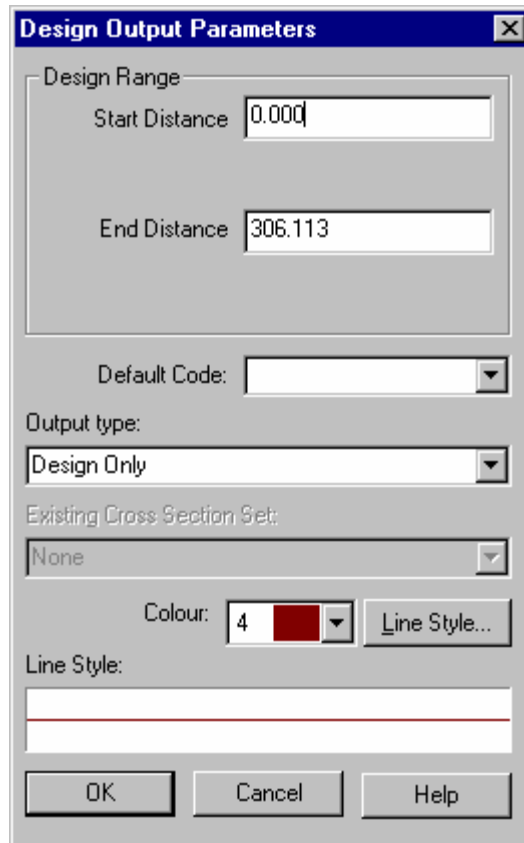 Design Output Parameters
Design Range
Start Distance 0.000
End Distance 306.113
Default Code:
Output type:
Design Only
Existing Cross Section Set:
None
Colour: 4 Line Style...
Line Style:
OK Cancel Help